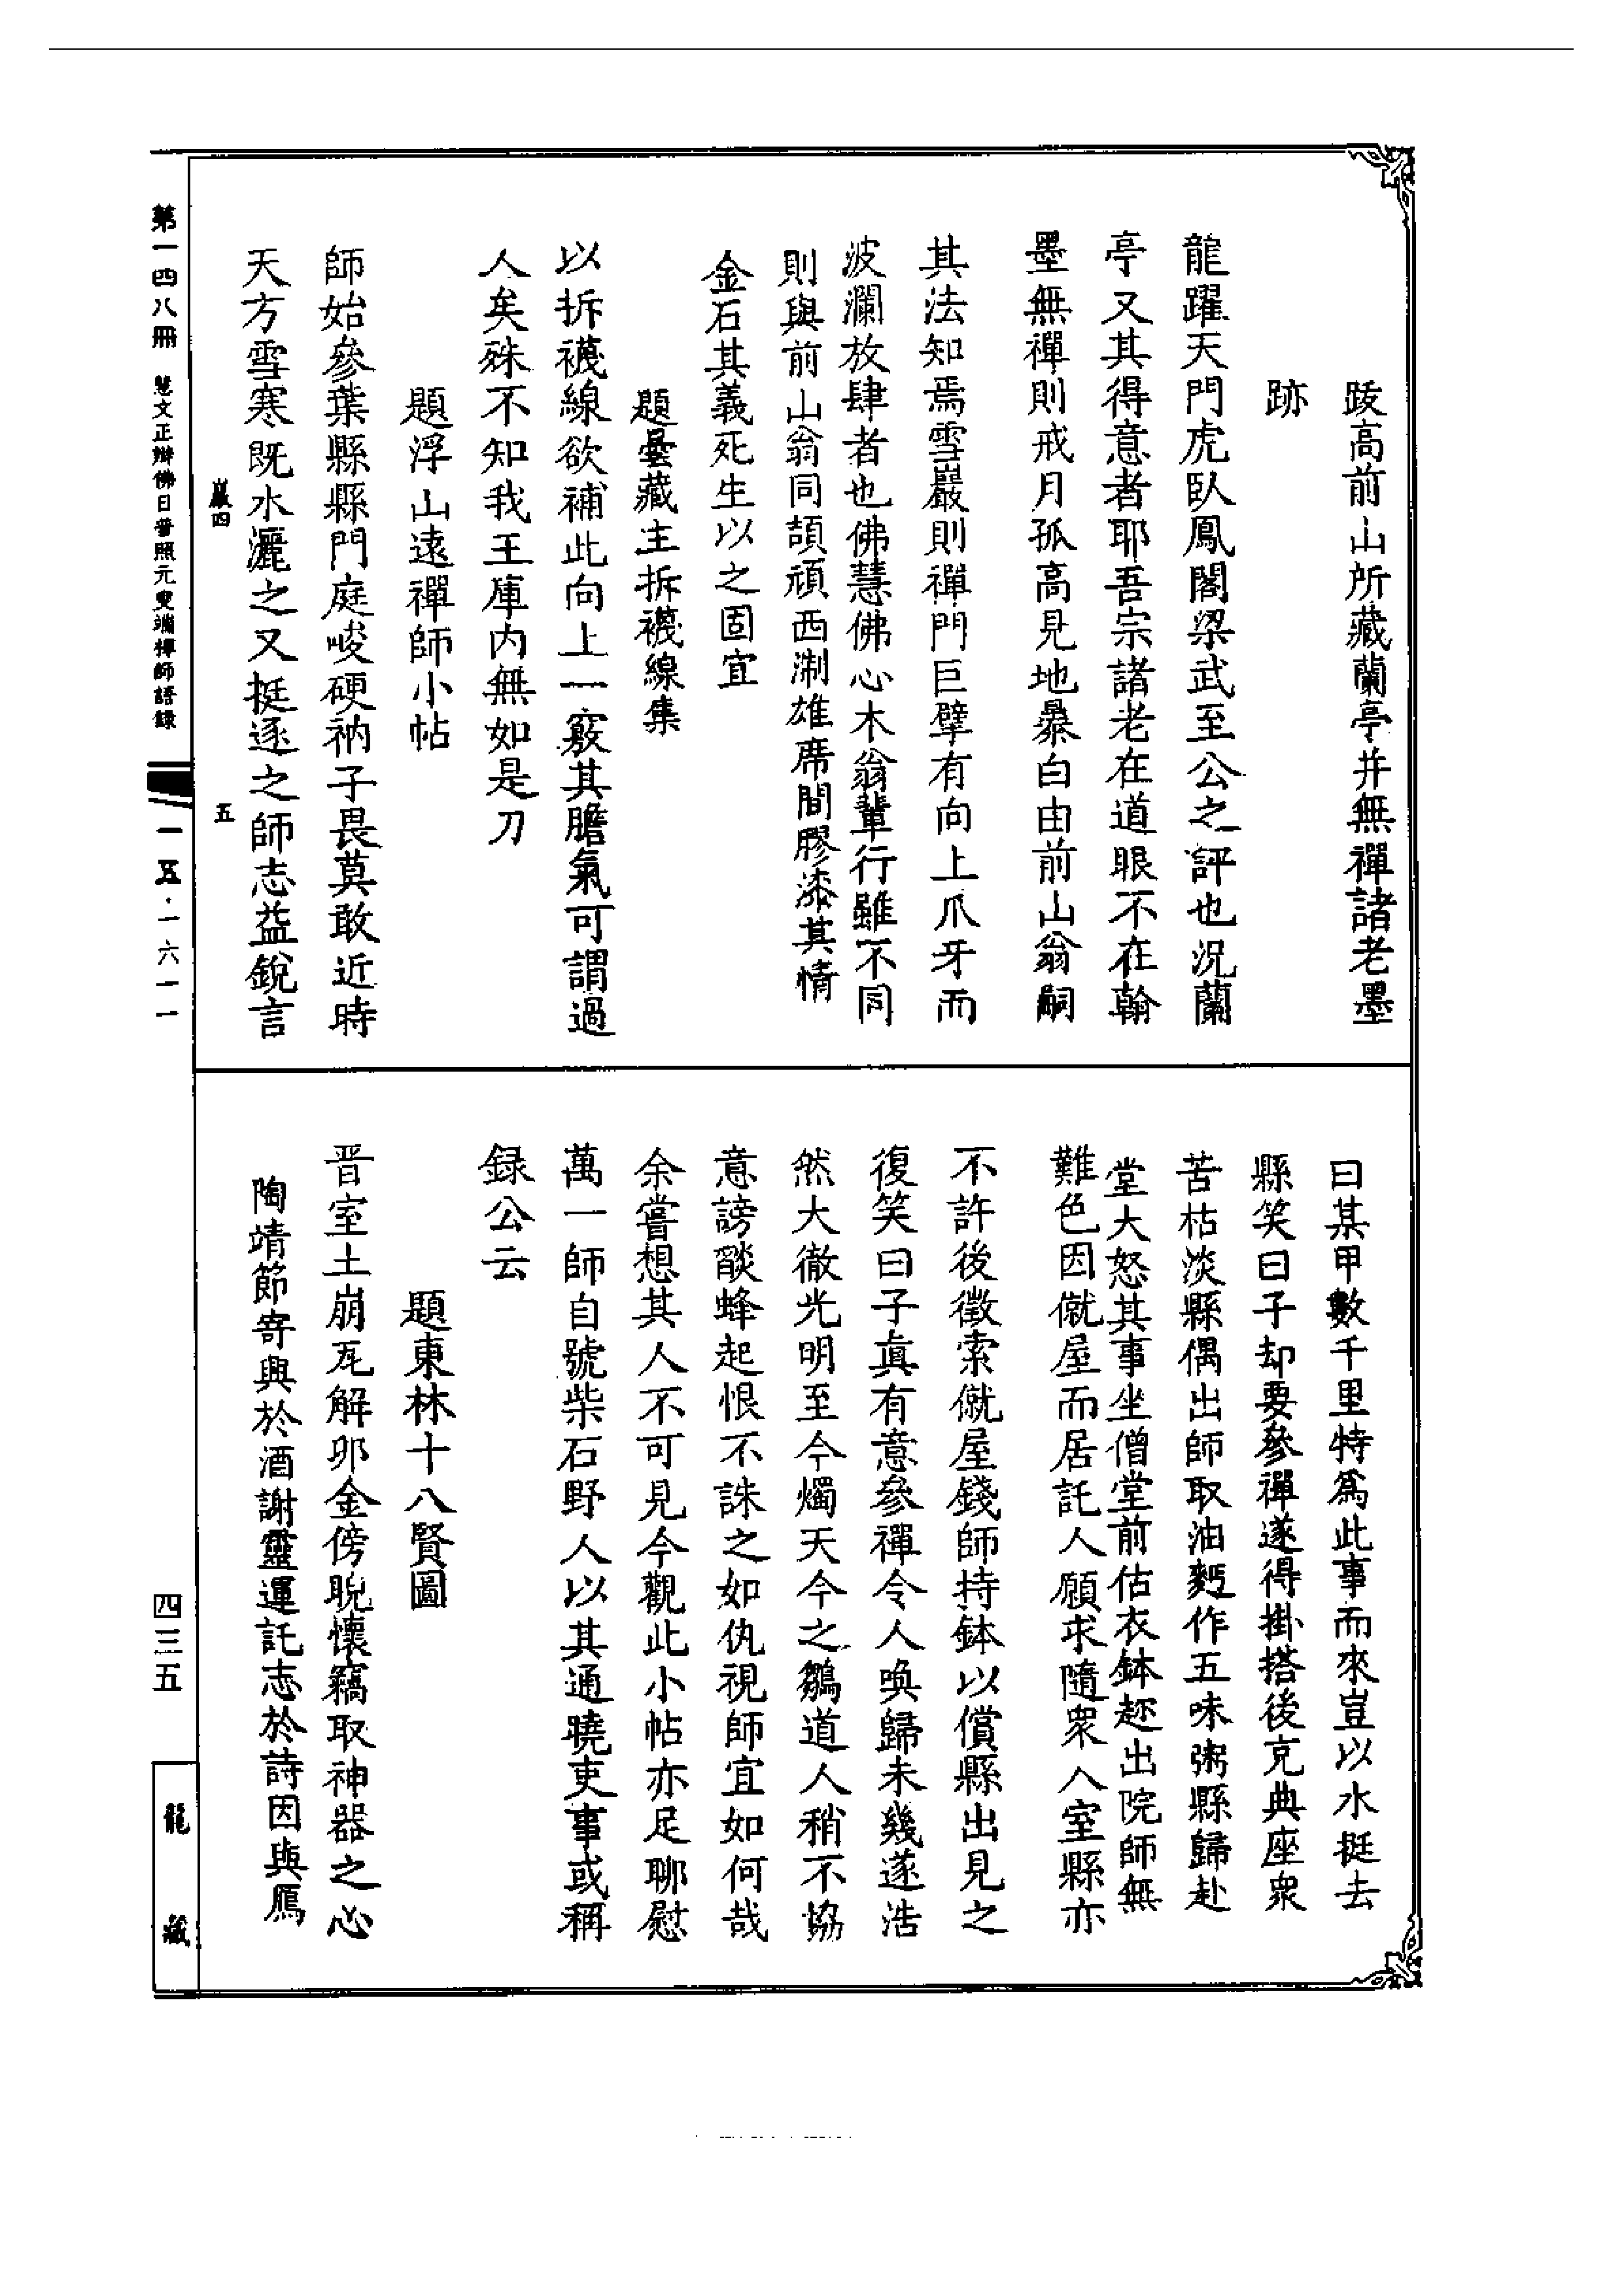 跋高前山所藏蘭亭并無禪諸老墨
跡
龍躍天門虎臥鳳閣梁武至公之評也況蘭
亭又其得意者耶吾宗諸老在道眼不在翰
墨無禪則戒月孤高見地暴白由前山翁嗣
其法知焉雪巖則禪門巨擘有向上爪牙而
波瀾放肆者也佛慧佛心木翁輩行雖不同
則與前山翁同頡頏西淛雄席間膠漆其情
金石其義死生以之固宜
題曇藏主拆襪線集
以拆襪線欲補此向上一竅其膽氣可謂過
人矣殊不知我王庫內無如是刀
題浮山遠禪師小帖
師始參葉縣縣門庭峻硬衲子畏莫敢近時
天方雪寒既水灑之又挺逐之師志益銳言
巖四
五
曰某甲數千里特為此事而來豈以水挺去
縣笑曰子却要參禪遂得掛搭後充典座衆
苦枯淡縣偶出師取油麪作五味粥縣歸赴
堂大怒其事坐僧堂前估衣鉢趂出院師無
難色因僦屋而居託人願求隨衆入室縣亦
不許後徵索僦屋錢師持鉢以償縣出見之
復笑曰子真有意參禪令人喚歸未幾遂浩
然大徹光明至今燭天今之鶵道人稍不協
意謗燄蜂起恨不誅之如仇視師宜如何哉
余嘗想其人不可見今觀此小帖亦足聊慰
萬一師自號柴石野人以其通曉吏事或稱
録公云
題東林十八賢圖
晋室土崩瓦解卯金傍睨懷竊取神器之心
陶靖節寄興於酒謝靈運託志於詩因與鴈
第一四八冊 慧文正辯佛日普照元叟端禪師語錄
一五·一六一一
四三五
龍藏